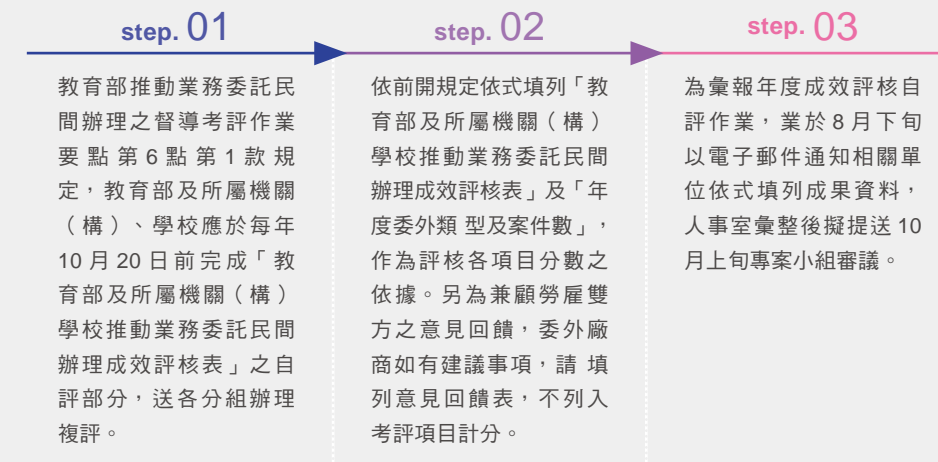 step. 01
教育部推動業務委託民
間辦理之督導考評作業
要點第6點第1款規
定，教育部及所屬機關
（構）、學校應於每年
10月20日前完成「教
育部及所屬機關（構）
學校推動業務委託民間
辦理成效評核表」之自
評部分，送各分組辦理
複評。
step. 02
依前開規定依式填列「教
育部及所屬機關（構）
學校推動業務委託民間
辦理成效評核表」及「年
度委外類 型及案件數」，
作為評核各項目分數之
依據。另為兼顧勞雇雙
方之意見回饋，委外廠
商如有建議事項，請 填
列意見回饋表，不列入
考評項目計分。
step. 03
為彙報年度成效評核自
評作業，業於8月下旬
以電子郵件通知相關單
位依式填列成果資料，
人事室彙整後擬提送10
月上旬專案小組審議。